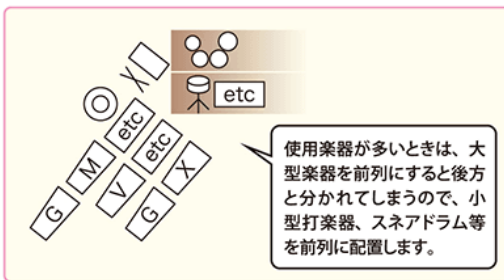 etc
etc
M
etc
G
V
X
G
使用楽器が多いときは、大
型楽器を前列にすると後方
と分かれてしまうので、小
型打楽器、スネアドラム等
を前列に配置します。